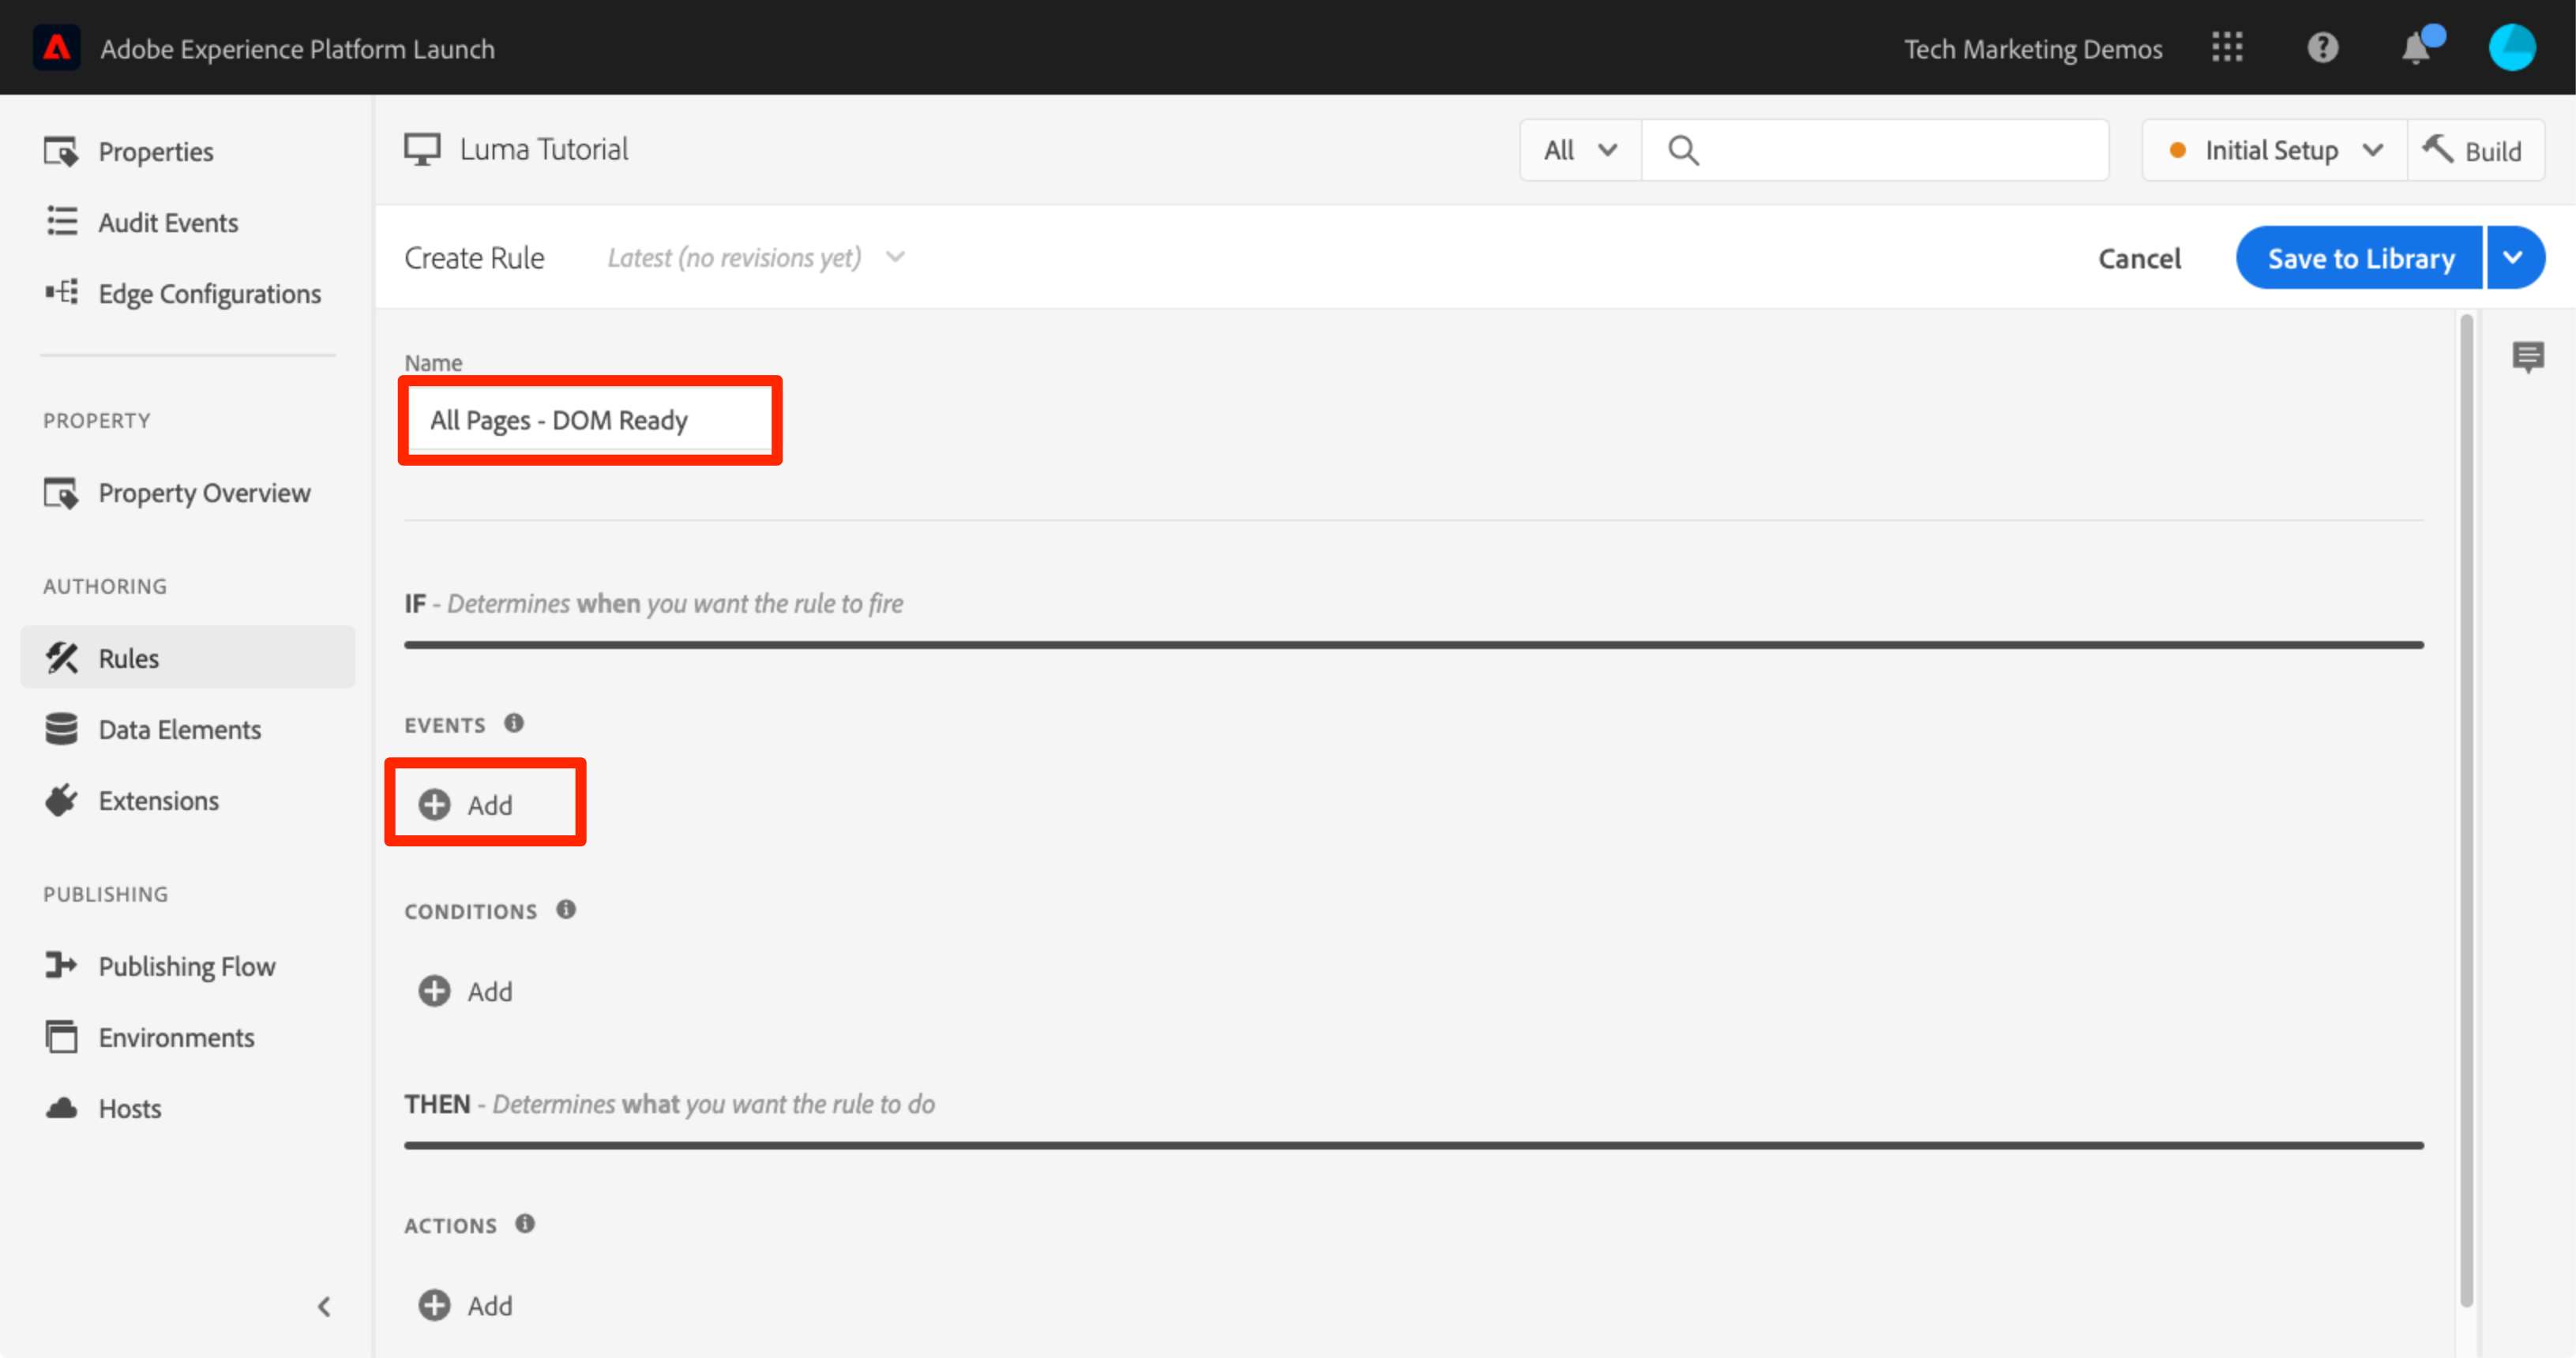 Adobe Experience Platform Launch
Tech Marketing Demos
Properties
Audit Events
Edge Configurations
PROPERTY
Property Overview
AUTHORING
Rules
Data Elements
Extensions
PUBLISHING
Publishing Flow
Environments
Hosts
Luma Tutorial
All
Initial Setup
Build
Create Rule
Latest (no revisions yet)
Cancel
Save to Library
Name
All Pages - DOM Ready
IF - Determines when you want the rule to fire
EVENTS
Add
CONDITIONS
Add
THEN - Determines what you want the rule to do
ACTIONS
Add